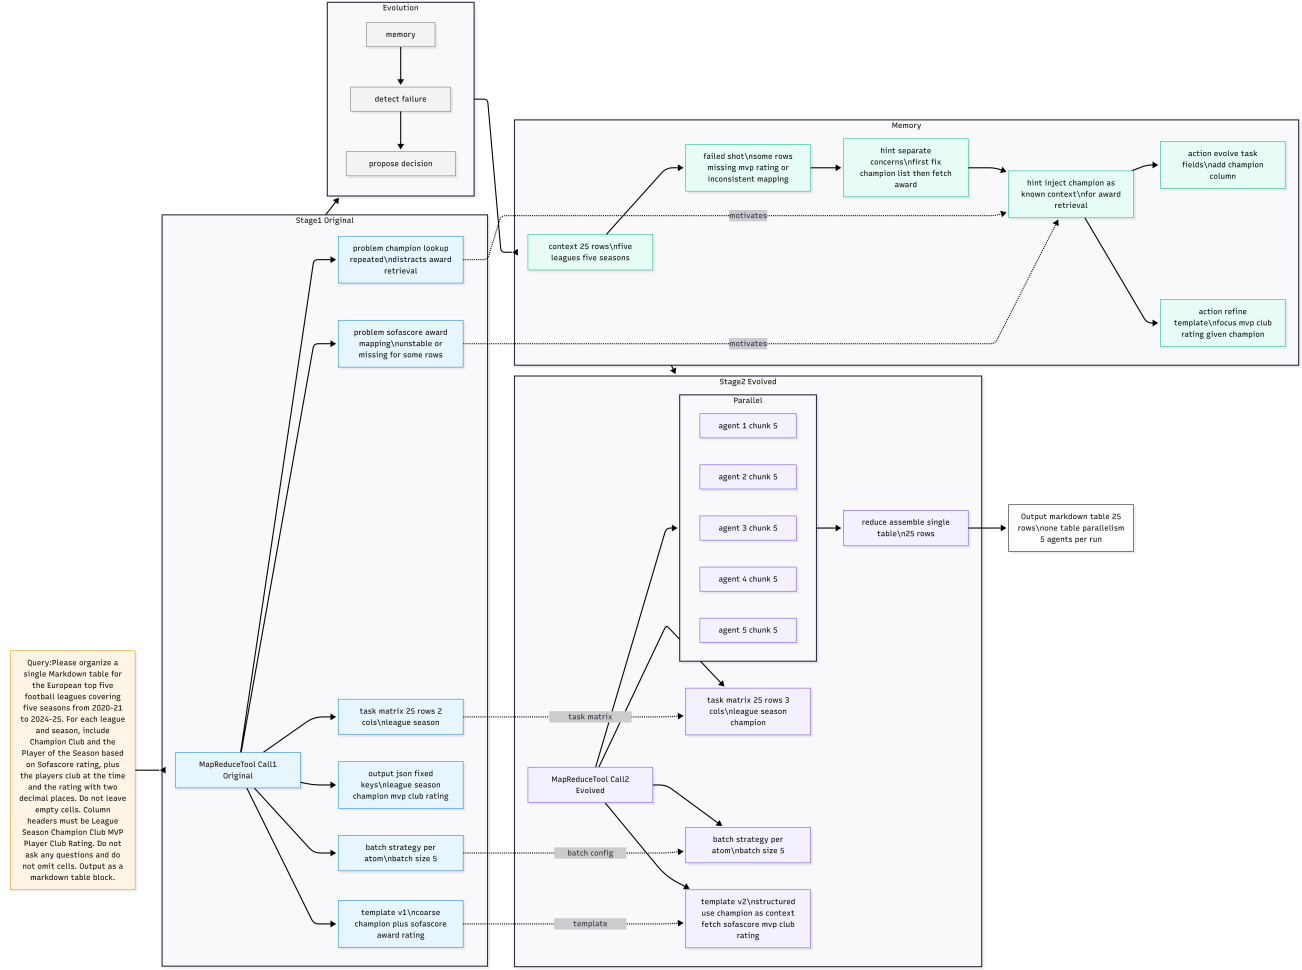 Evolution
memory
detect failure
propose decision
Memory
failed shot\nsome rows
missing mvp rating or
inconsistent mapping
hint separate
concerns\nfirst fix
champion list then fetch
award
hint inject champion as
known context\nfor award
retrieval
action evolve task
fields\nadd champion
column
motivates
context 25 rows\nfive
leagues five seasons
action refine
template\nfocus mvp club
rating given champion
motivates
Stage1 Original
problem champion lookup
repeated\ndistracts award
retrieval
problem sofascore award
mapping\nunstable or
missing for some rows
Query:Please organize a
single Markdown table for
the European top five
football leagues covering
five seasons from 2020-21
to 2024-25. For each league
and season, include
Champion Club and the
Player of the Season based
on Sofascore rating, plus
the players club at the time
and the rating with two
decimal places. Do not leave
empty cells. Column
headers must be League
Season Champion Club MVP
Player Club Rating. Do not
ask any questions and do
not omit cells. Output as a
markdown table block.
MapReduceTool Call1
Original
task matrix 25 rows 2
cols\nleague season
output json fixed
keys\nleague season
champion mvp club rating
batch strategy per
atom\nbatch size 5
template v1\ncoarse
champion plus sofascore
award rating
Stage2 Evolved
Parallel
agent 1 chunk 5
agent 2 chunk 5
agent 3 chunk 5
agent 4 chunk 5
agent 5 chunk 5
reduce assemble single
table\n25 rows
Output markdown table 25
rows\none table parallelism
5 agents per run
task matrix
task matrix 25 rows 3
cols\nleague season
champion
MapReduceTool Call2
Evolved
batch config
batch strategy per
atom\nbatch size 5
template
template v2\nstructured
use champion as context
fetch sofascore mvp club
rating